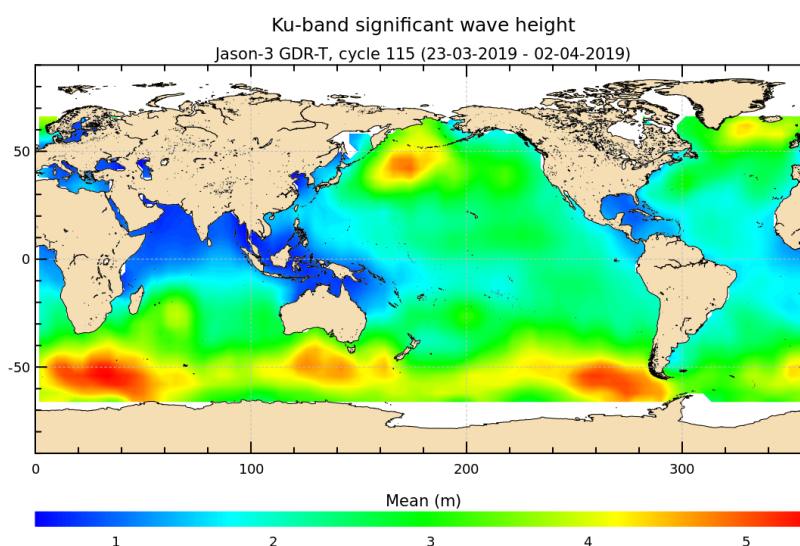 Ku-band significant wave height
Jason-3 GDR-T, cycle 115 (23-03-2019 - 02-04-2019)
50
0
-50
0 100 200 300
Mean (m)
1 2 3 4 5